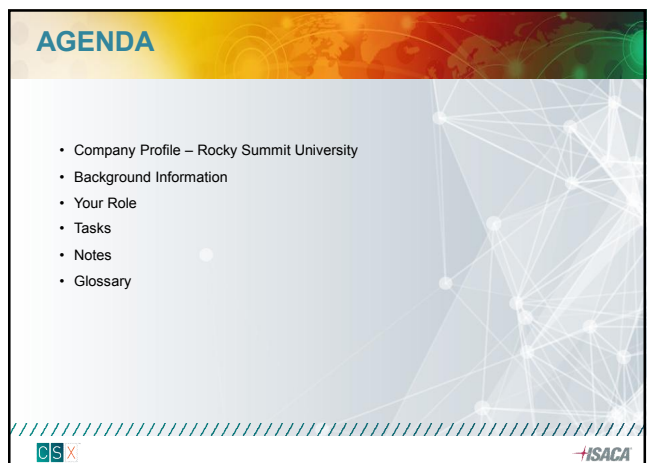 AGENDA
• Company Profile – Rocky Summit University
• Background Information
• Your Role
• Tasks
• Notes
• Glossary
CSX
ISACA